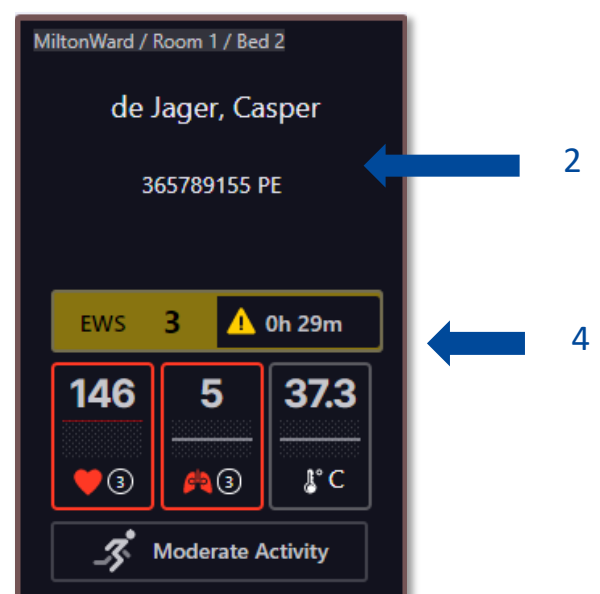 MiltonWard / Room 1 / Bed 2
de Jager, Casper
2
365789155 PE
EWS 3 0h 29m
4
146 5 37.3
3 3 °C
Moderate Activity